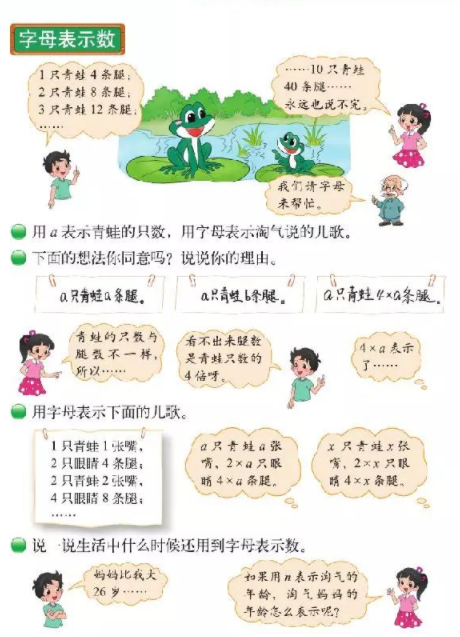 字母表示数
1只青蛙4条腿；
2只青蛙8条腿；
3只青蛙12条腿；
……
……10只青蛙
40条腿……
永远也说不完。
我们请字母
来帮忙。
用a表示青蛙的只数，用字母表示淘气说的儿歌。
下面的想法你同意吗？说说你的理由。
a只青蛙a条腿。
a只青蛙b条腿。
a只青蛙4×a条腿。
青蛙的只数与
腿数不一样，
所以……
看不出来腿数
是青蛙只数的
4倍呀。
4×a表示
了……
用字母表示下面的儿歌。
1只青蛙1张嘴，
2只眼睛4条腿；
2只青蛙2张嘴，
4只眼睛8条腿；
……
a只青蛙a张
嘴，2×a只眼
睛4×a条腿。
x只青蛙x张
嘴，2×x只眼
睛4×x条腿。
说一说生活中什么时候还用到字母表示数。
妈妈比我大
26岁……
如果用n表示淘气的
年龄，淘气妈妈的
年龄怎么表示呢？